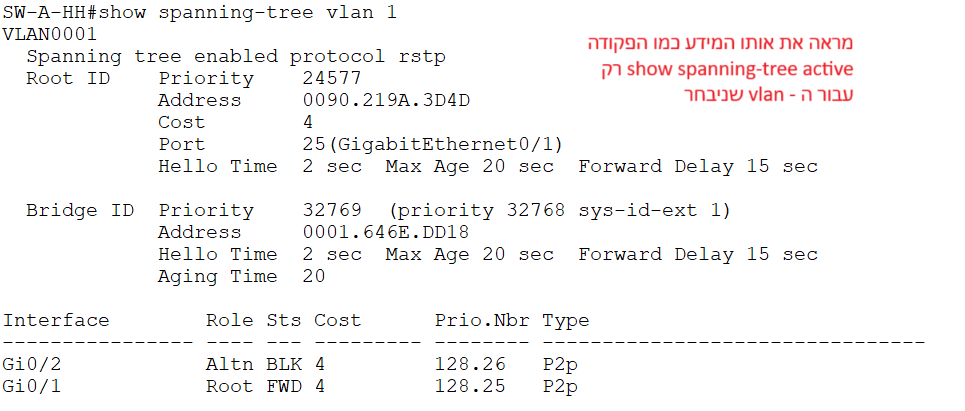 SW-A-HH#show spanning-tree vlan 1
VLAN0001
  Spanning tree enabled protocol rstp
  Root ID    Priority    24577
             Address     0090.219A.3D4D
             Cost        4
             Port        25(GigabitEthernet0/1)
             Hello Time  2 sec  Max Age 20 sec  Forward Delay 15 sec
  Bridge ID  Priority    32769  (priority 32768 sys-id-ext 1)
             Address     0001.646E.DD18
             Hello Time  2 sec  Max Age 20 sec  Forward Delay 15 sec
             Aging Time  20
Interface        Role Sts Cost      Prio.Nbr Type
---------------- ---- --- --------- -------- --------------------------------
Gi0/2            Altn BLK 4         128.26   P2p
Gi0/1            Root FWD 4         128.25   P2p
מראה את אותו המידע כמו הפקודה
show spanning-tree active רק
עבור ה - vlan שניבחר